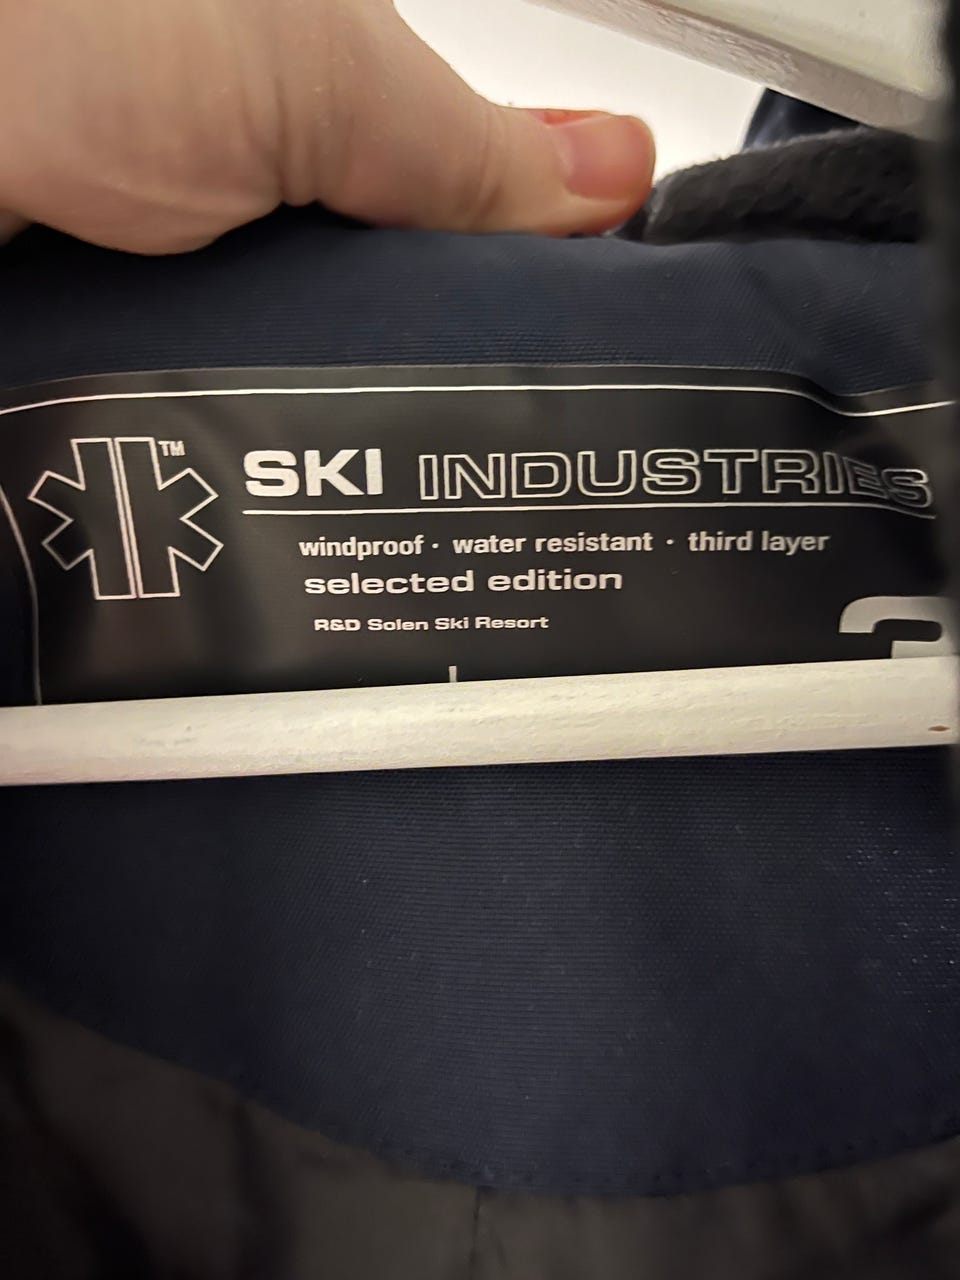 TM
SKI INDUSTRIES
windproof · water resistant · third layer
selected edition
R&D Solen Ski Resort